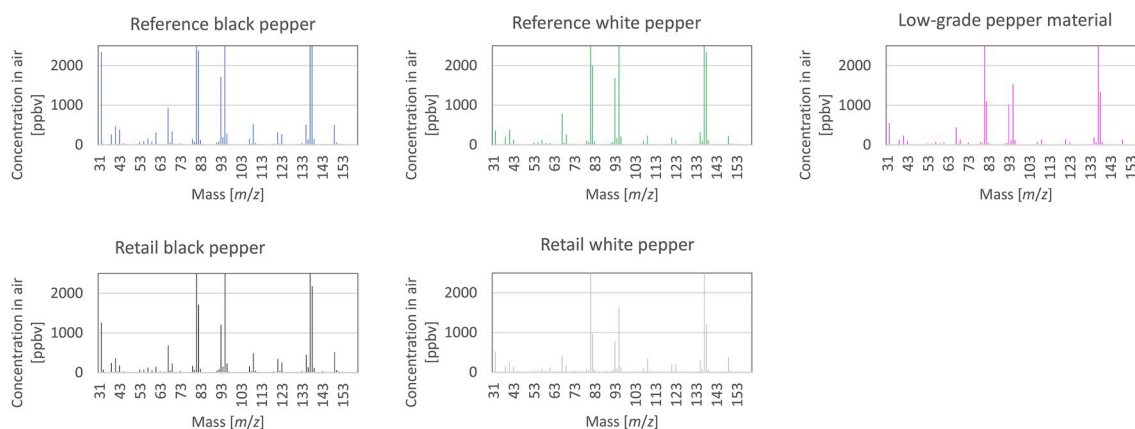 Reference black pepper
Concentration in air
[ppbv]
2000
1000
0
31 43 53 63 73 83 93 103 113 123 133 143 153
Mass [m/z]
Reference white pepper
Concentration in air
[ppbv]
2000
1000
0
31 43 53 63 73 83 93 103 113 123 133 143 153
Mass [m/z]
Low-grade pepper material
Concentration in air
[ppbv]
2000
1000
0
31 43 53 63 73 83 93 103 113 123 133 143 153
Mass [m/z]
Retail black pepper
Concentration in air
[ppbv]
2000
1000
0
31 43 53 63 73 83 93 103 113 123 133 143 153
Mass [m/z]
Retail white pepper
Concentration in air
[ppbv]
2000
1000
0
31 43 53 63 73 83 93 103 113 123 133 143 153
Mass [m/z]